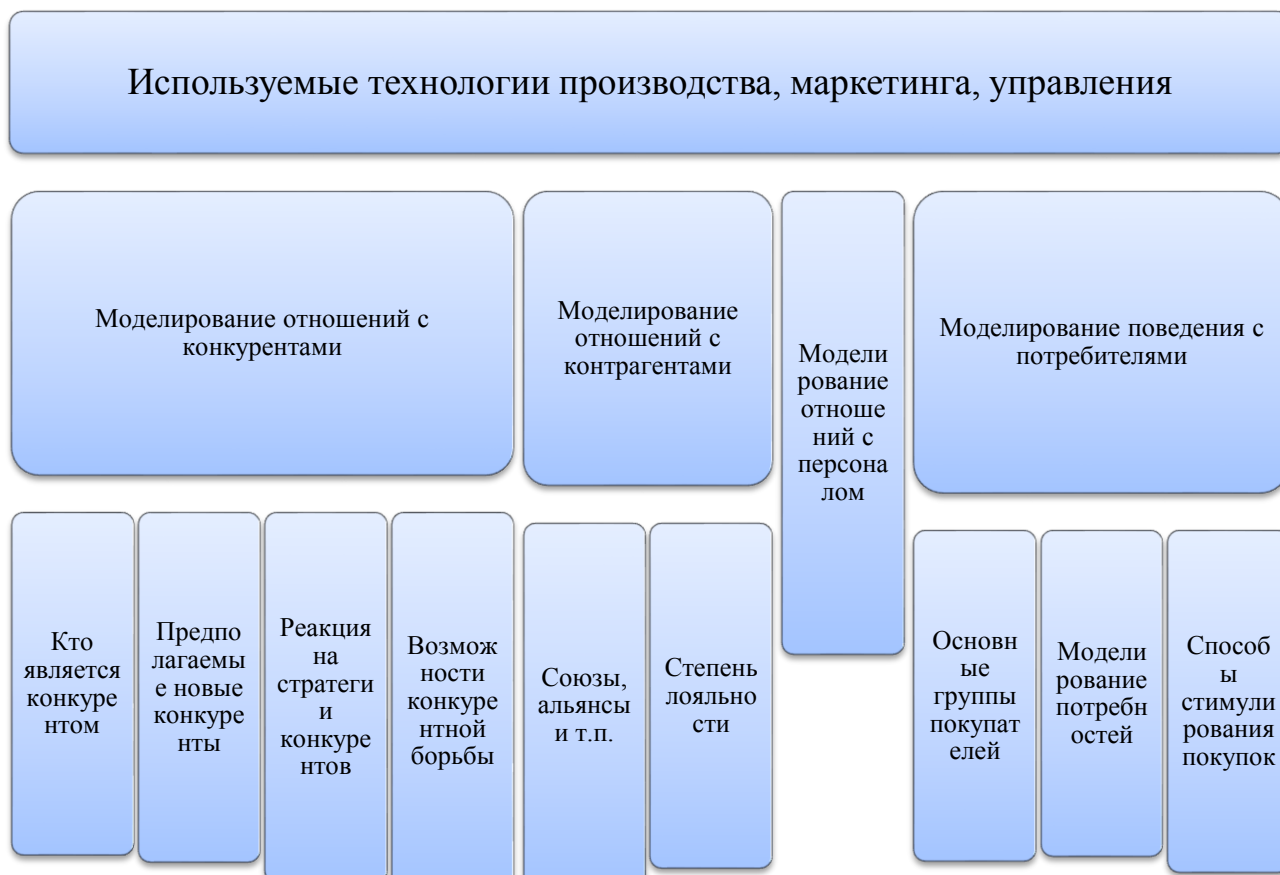 Используемые технологии производства, маркетинга, управления
Моделирование отношений с
конкурентами
Моделирование
отношений с
контрагентами
Модели
рование
отноше
ний с
персона
лом
Моделирование поведения с
потребителями
Кто
является
конкуре
нтом
Предпо
лагаемы
е новые
конкуре
нты
Реакция
на
стратеги
и
конкуре
нтов
Возмож
ности
конкуре
нтной
борьбы
Союзы,
альянсы
и т.п.
Степень
лояльно
сти
Основн
ые
группы
покупат
елей
Модели
рование
потребн
остей
Способ
ы
стимули
рования
покупок